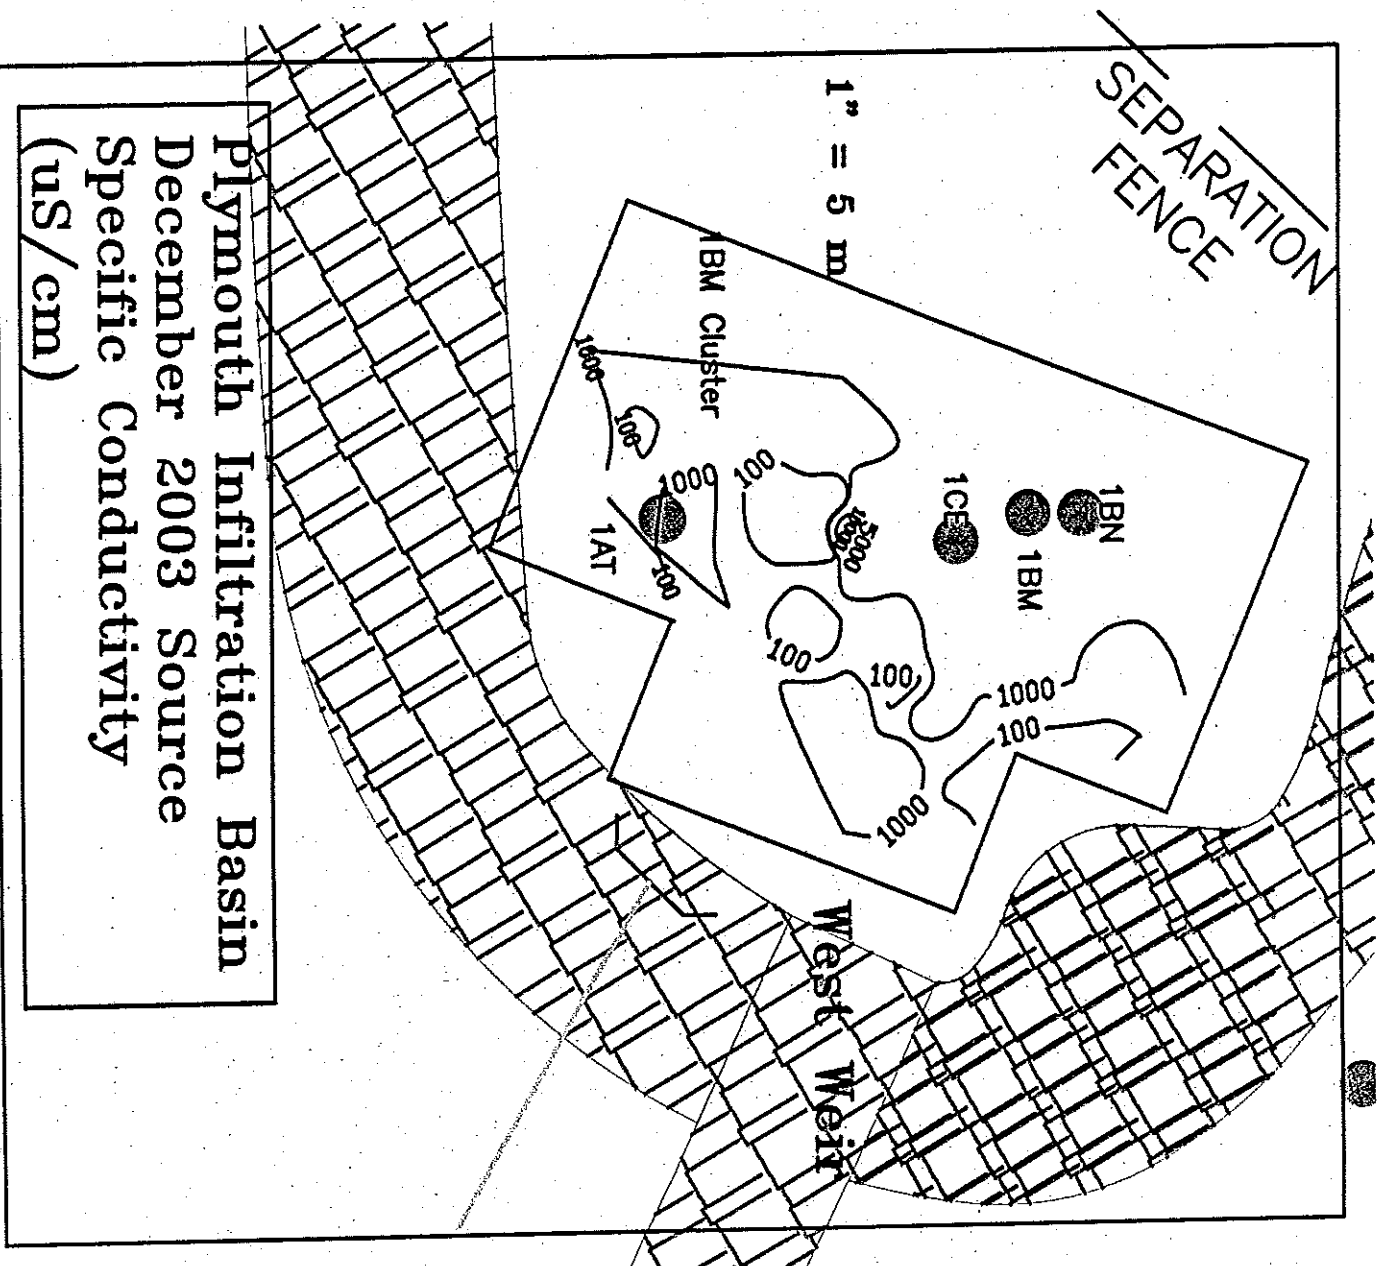 SEPARATION
FENCE
1" = 5 m
1BN
1BM
1CE
1BM Cluster
1AT
1000
100
1000
100
5000
100
100
100
1000
100
1000
West Weir
Plymouth Infiltration Basin
December 2003 Source
Specific Conductivity
(uS/cm)